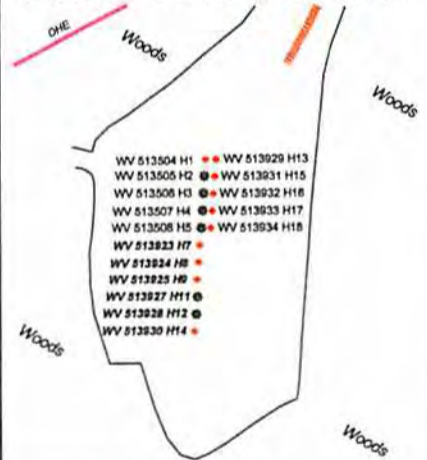 OHE
Woods
Woods
WV 513504 H1 WV 513929 H13
WV 513505 H2 WV 513931 H15
WV 513506 H3 WV 513932 H16
WV 513507 H4 WV 513933 H17
WV 513508 H5 WV 513934 H18
WV 513923 H7
WV 513924 H8
WV 513925 H9
WV 513927 H11
WV 513928 H12
WV 513930 H14
Woods
Woods